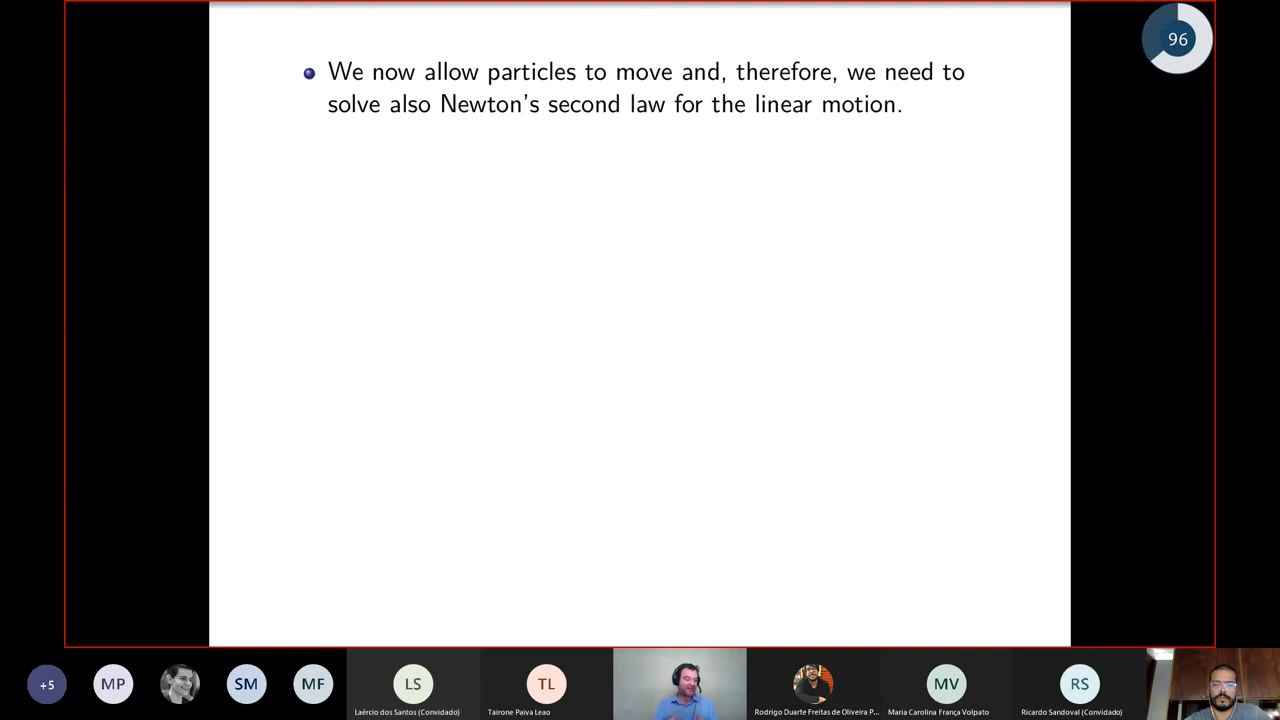 96
We now allow particles to move and, therefore, we need to
solve also Newton's second law for the linear motion.
+5
MP
SM
MF
LS
TL
MV
RS
Laércio dos Santos (Convidado)
Tairone Paiva Leao
Rodrigo Duarte Freitas de Oliveira P...
Maria Carolina França Volpato
Ricardo Sandoval (Convidado)